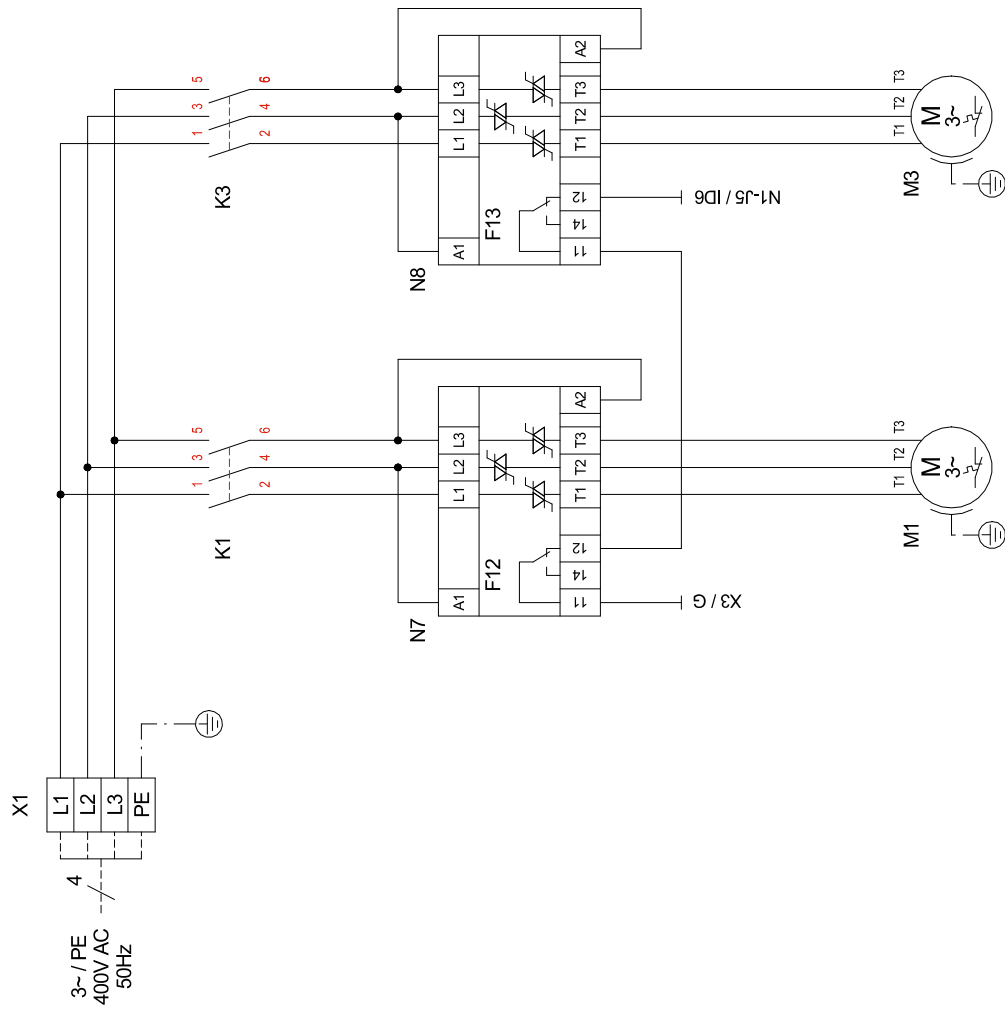 X1
L1
L2
L3
PE
4
3~ / PE
400V AC
50Hz
K1
1
3
5
2
4
6
N7
A1
L1
L2
L3
F12
11
14
12
T1
T2
T3
A2
X3 / G
M1
T1
T2
T3
M
3~
K3
1
3
5
2
4
6
N8
A1
L1
L2
L3
F13
11
14
12
T1
T2
T3
A2
N1-J5 / ID6
M3
T1
T2
T3
M
3~